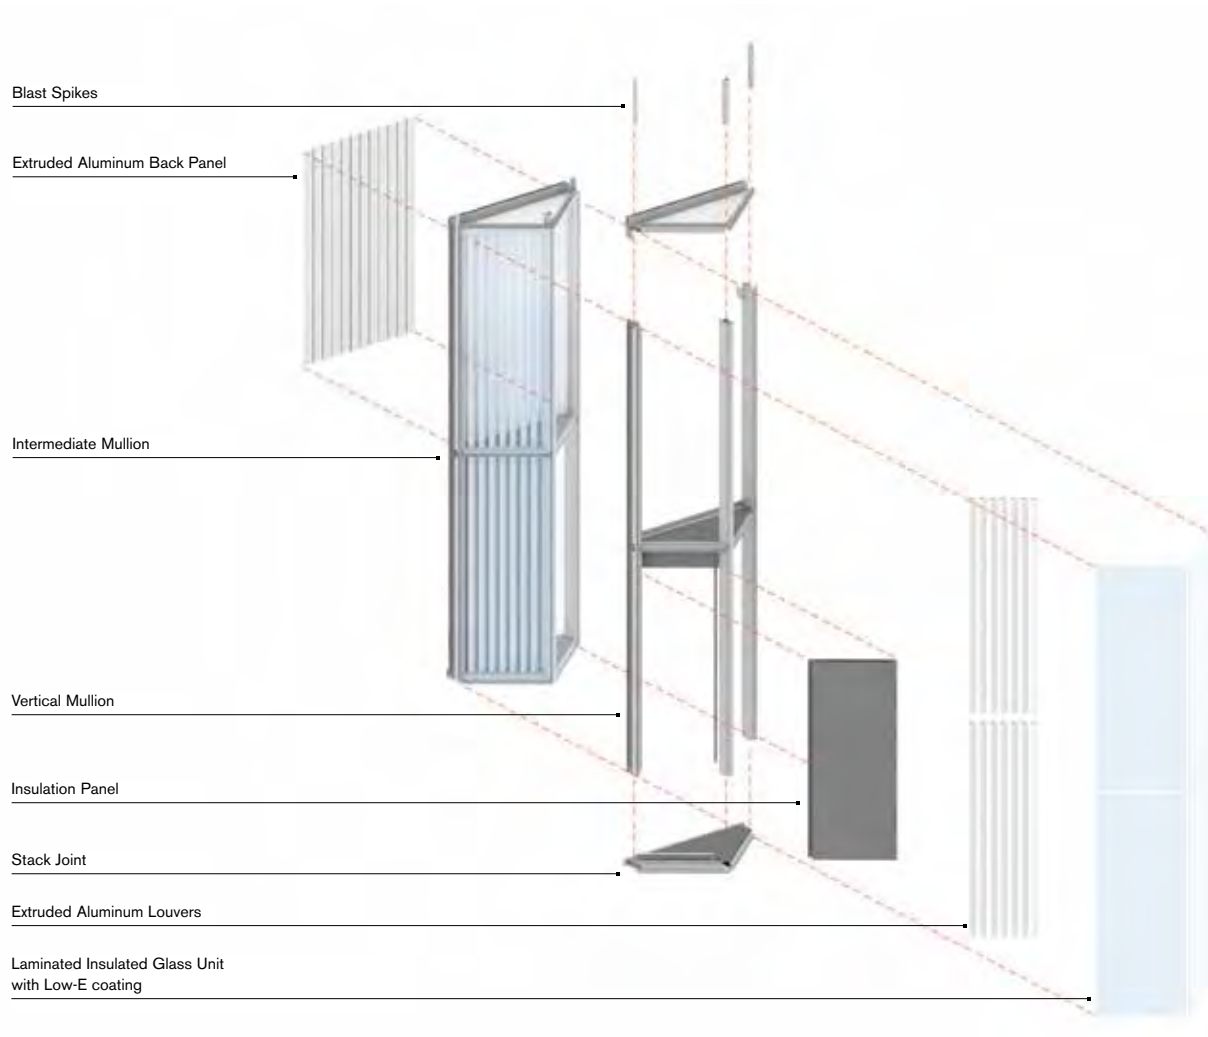 Blast Spikes
Extruded Aluminum Back Panel
Intermediate Mullion
Vertical Mullion
Insulation Panel
Stack Joint
Extruded Aluminum Louvers
Laminated Insulated Glass Unit
with Low-E coating